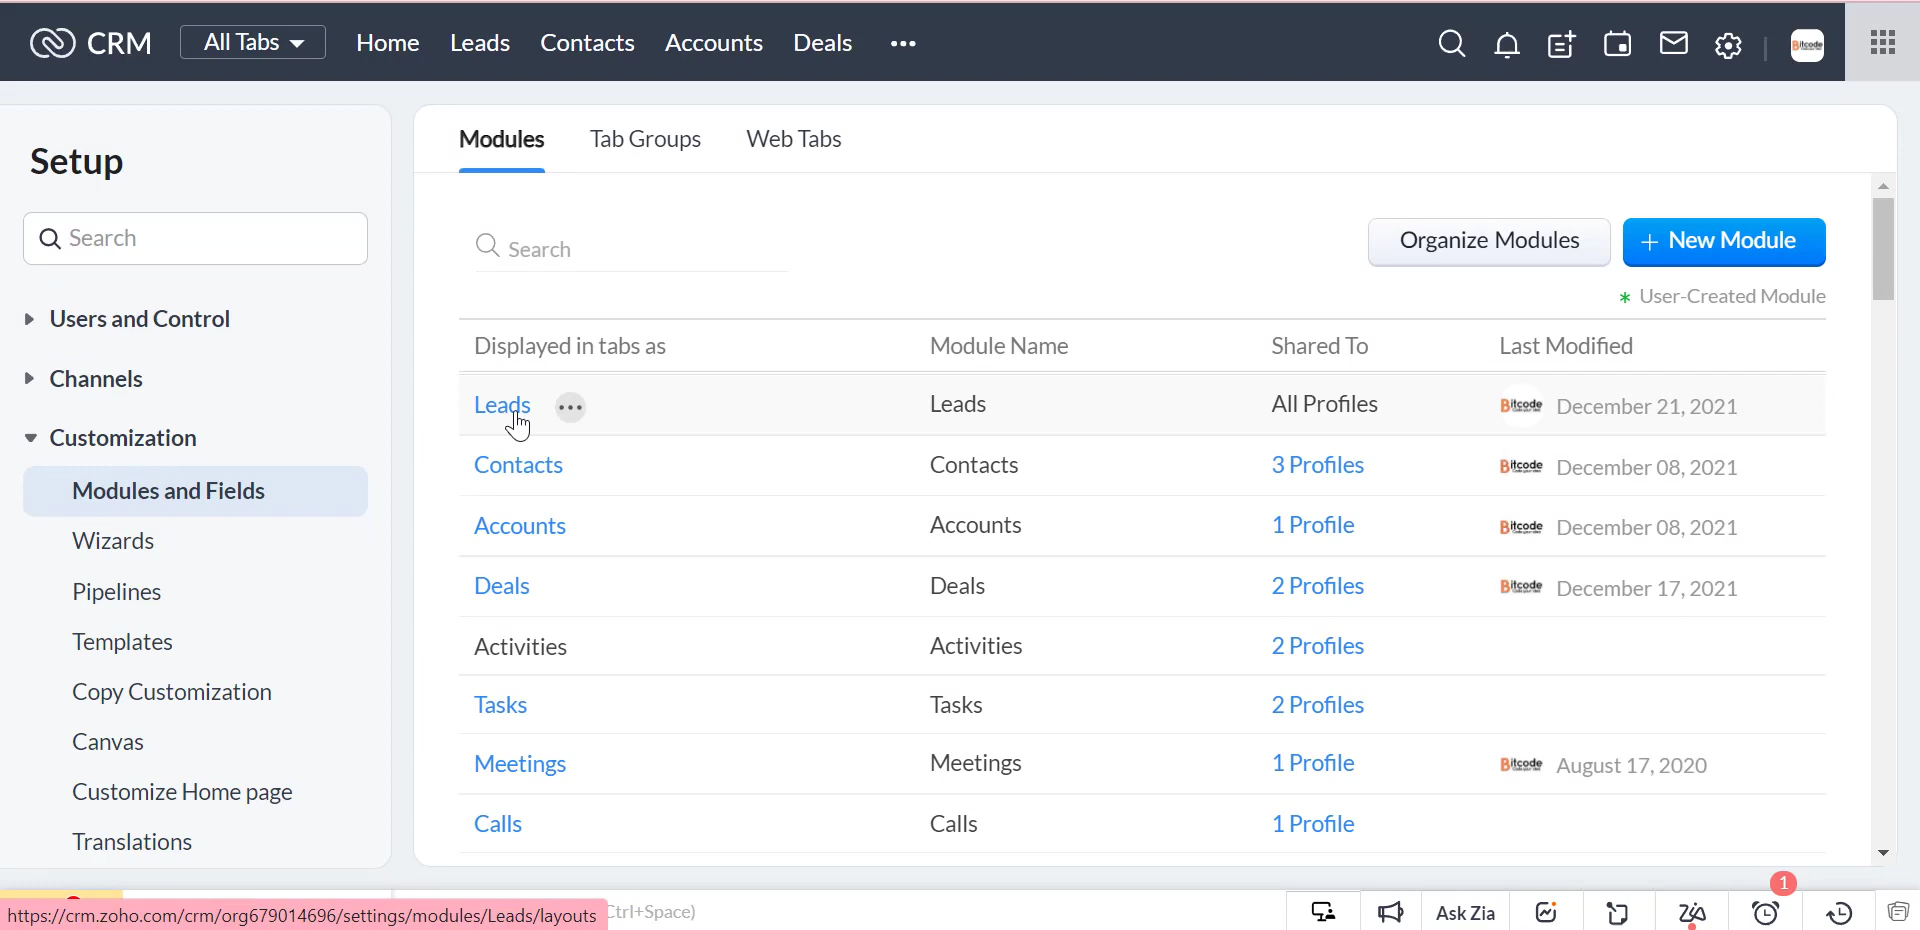 CRM All Tabs Home Leads Contacts Accounts Deals Bitcode
Setup
Search
Users and Control
Channels
Customization
Modules and Fields
Wizards
Pipelines
Templates
Copy Customization
Canvas
Customize Home page
Translations
Modules Tab Groups Web Tabs
Search Organize Modules + New Module
* User-Created Module
Displayed in tabs as Module Name Shared To Last Modified
Leads ••• Leads All Profiles Bitcode December 21, 2021
Contacts Contacts 3 Profiles Bitcode December 08, 2021
Accounts Accounts 1 Profile Bitcode December 08, 2021
Deals Deals 2 Profiles Bitcode December 17, 2021
Activities Activities 2 Profiles
Tasks Tasks 2 Profiles
Meetings Meetings 1 Profile Bitcode August 17, 2020
Calls Calls 1 Profile
1
https://crm.zoho.com/crm/org679014696/settings/modules/Leads/layouts Ctrl+Space) Ask Zia